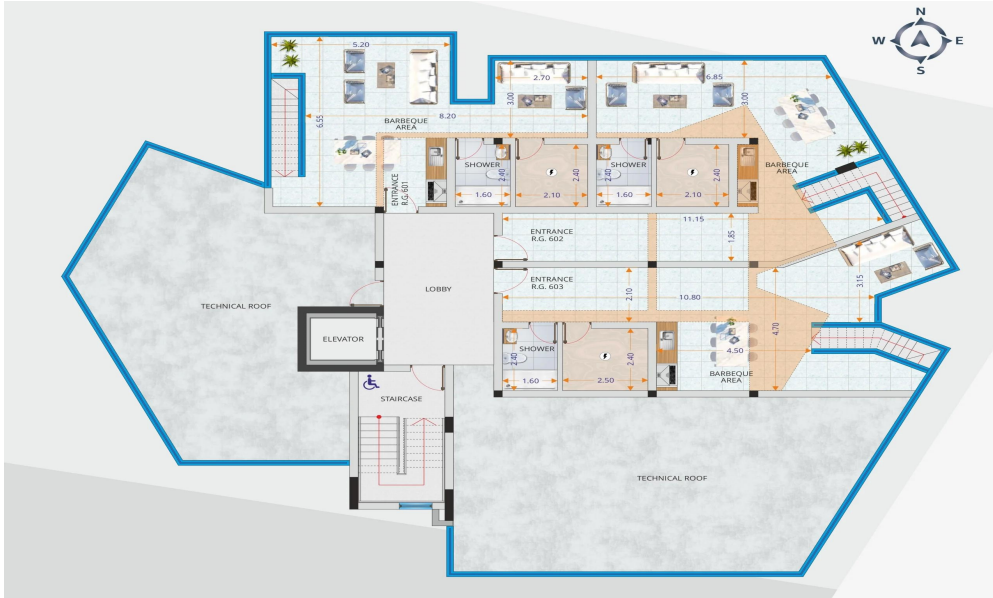 N
W
E
S
5.20
2.70
6.85
3.00
3.00
6.55
8.20
BARBEQUE
AREA
SHOWER
2.40
2.40
SHOWER
2.40
2.40
BARBEQUE
AREA
ENTRANCE
R.G. 601
1.60
2.10
1.60
2.10
11.15
ENTRANCE
R.G. 602
1.85
LOBBY
ENTRANCE
R.G. 603
2.10
10.80
3.15
TECHNICAL ROOF
ELEVATOR
4.70
SHOWER
2.40
2.40
4.50
BARBEQUE
AREA
1.60
2.50
STAIRCASE
TECHNICAL ROOF